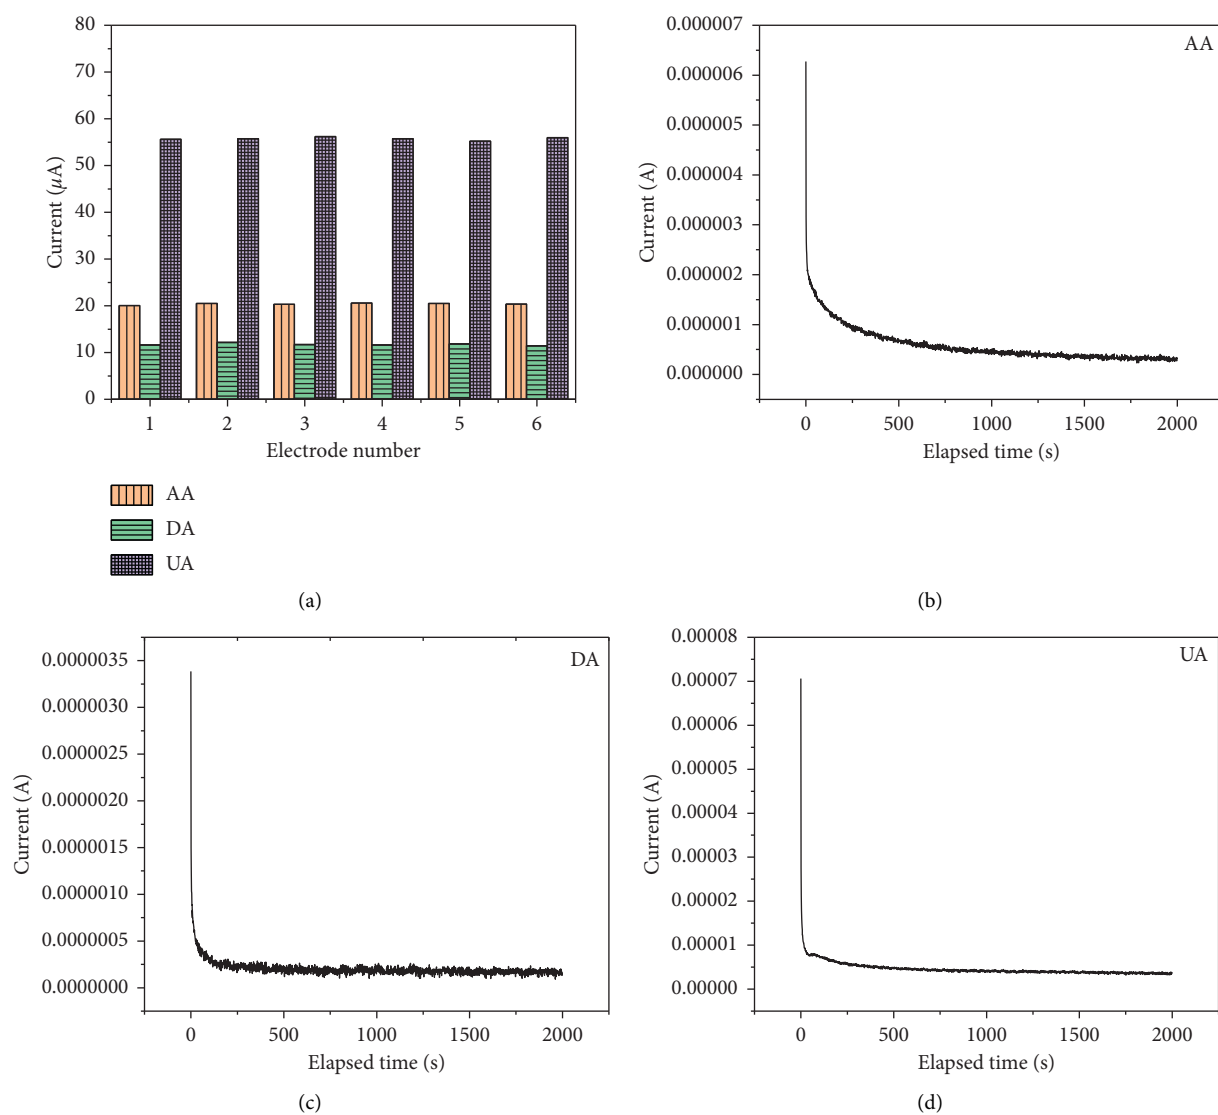 80
70
60
50
40
30
20
10
0
Current (μA)
1 2 3 4 5 6
Electrode number
AA
DA
UA
(a)
0.000007
0.000006
0.000005
0.000004
0.000003
0.000002
0.000001
0.000000
Current (A)
AA
0 500 1000 1500 2000
Elapsed time (s)
(b)
0.0000035
0.0000030
0.0000025
0.0000020
0.0000015
0.0000010
0.0000005
0.0000000
Current (A)
DA
0 500 1000 1500 2000
Elapsed time (s)
(c)
0.00008
0.00007
0.00006
0.00005
0.00004
0.00003
0.00002
0.00001
0.00000
Current (A)
UA
0 500 1000 1500 2000
Elapsed time (s)
(d)